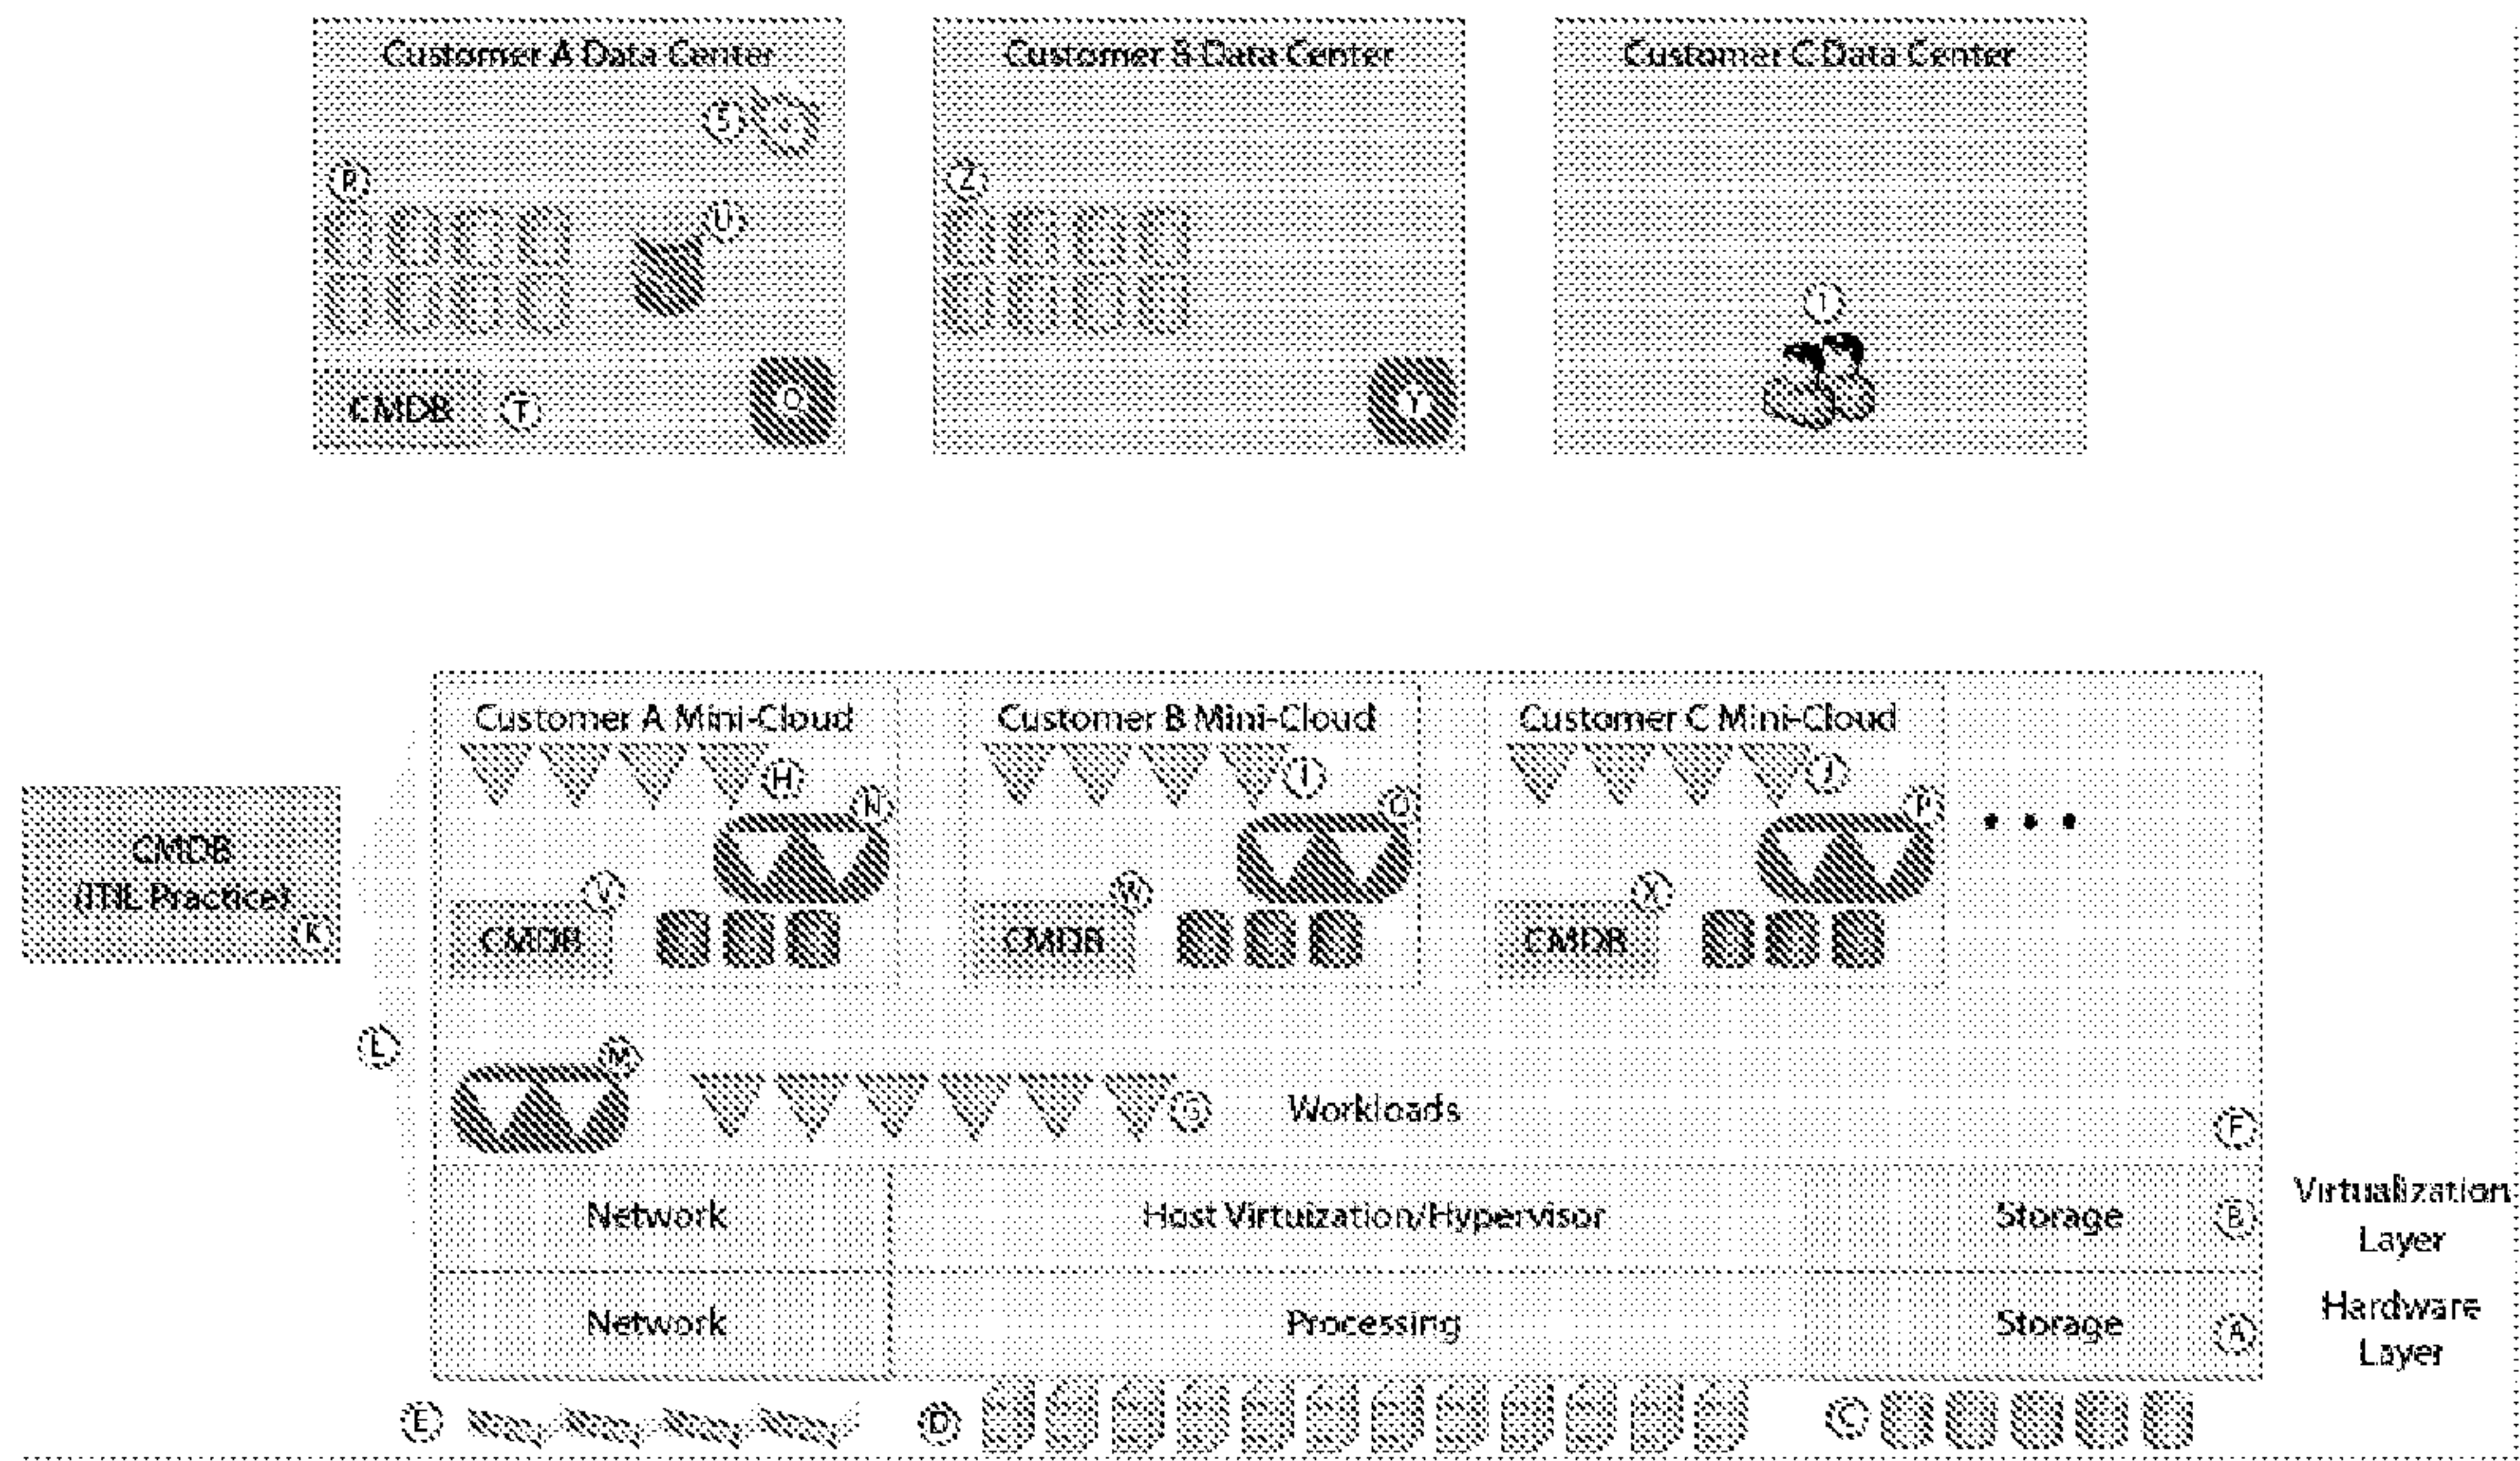 Customer A Data Center
Customer B Data Center
Customer C Data Center
R
U
Z
1
CMDB T
Q
Y
Customer A Mini-Cloud
Customer B Mini-Cloud
Customer C Mini-Cloud
H
I
J
N
O
P
CMDB
(ITIL Practice)
K
V
W
X
CMDB
CMDB
CMDB
L
M
G
Workloads
F
Network
Host Virtuization/Hypervisor
Storage
B
Virtualization
Layer
Network
Processing
Storage
A
Hardware
Layer
E
D
C